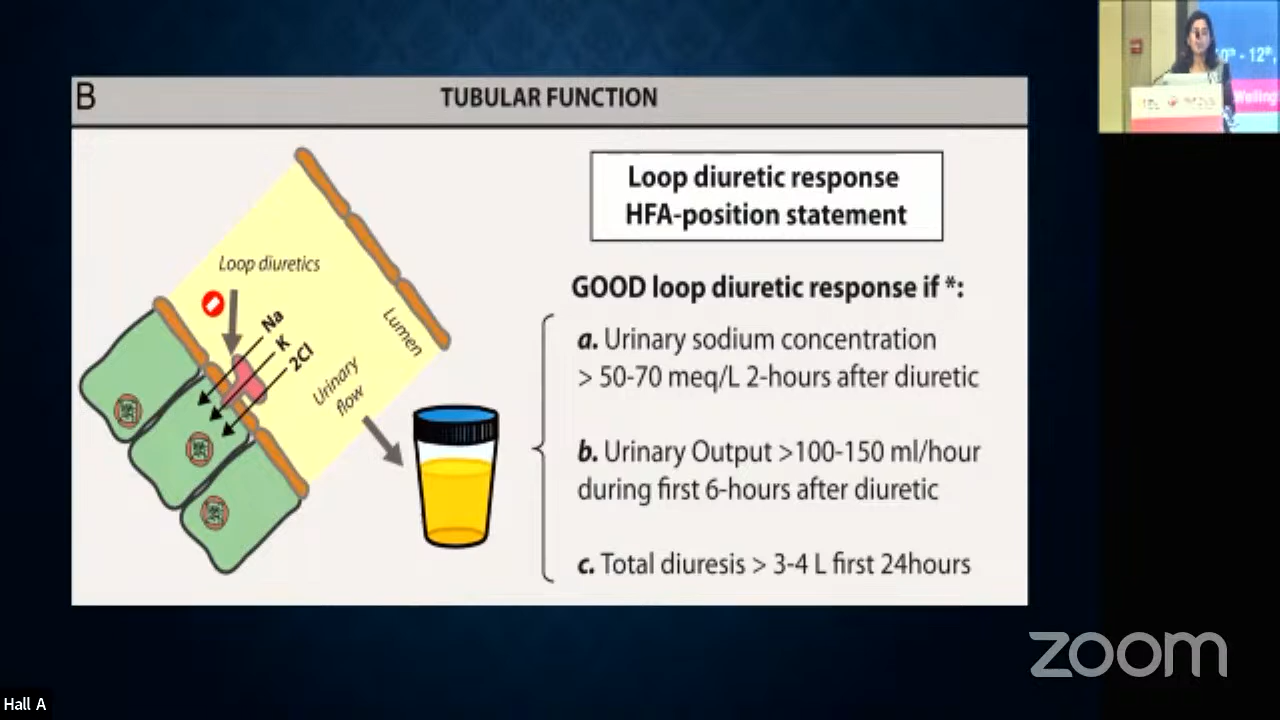 B
TUBULAR FUNCTION
Loop diuretic response
HFA-position statement
Loop diuretics
Na
K
2Cl
Lumen
Urinary
flow
GOOD loop diuretic response if *:
a. Urinary sodium concentration
> 50-70 meq/L 2-hours after diuretic
b. Urinary Output >100-150 ml/hour
during first 6-hours after diuretic
c. Total diuresis > 3-4 L first 24hours
zoom
Hall A